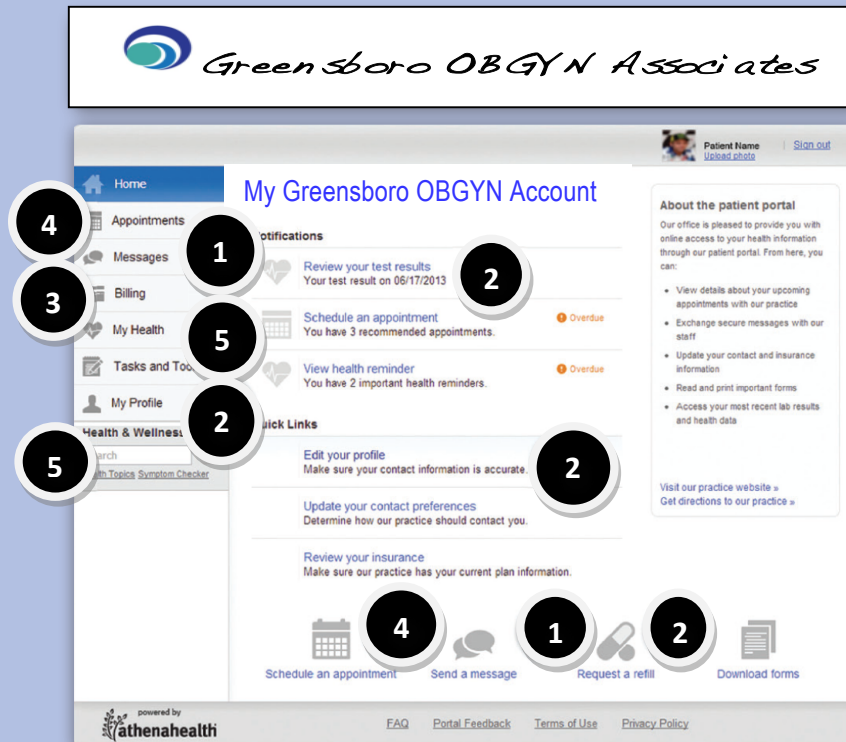 Greensboro OBGYN Associates
Patient Name | Sign out
Upload photo
Home
4
Appointments
1
Messages
3
Billing
5
My Health
Tasks and Too
2
My Profile
Health & Wellness
5
arch
th Topics Symptom Checker
My Greensboro OBGYN Account
otifications
Review your test results
Your test result on 06/17/2013
2
Schedule an appointment
You have 3 recommended appointments.
! Overdue
View health reminder
You have 2 important health reminders.
! Overdue
uick Links
Edit your profile
Make sure your contact information is accurate.
2
Update your contact preferences
Determine how our practice should contact you.
Review your insurance
Make sure our practice has your current plan information.
4
1
2
Schedule an appointment
Send a message
Request a refill
Download forms
About the patient portal
Our office is pleased to provide you with
online access to your health information
through our patient portal. From here, you
can:
• View details about your upcoming
appointments with our practice
• Exchange secure messages with our
staff
• Update your contact and insurance
information
• Read and print important forms
• Access your most recent lab results
and health data
Visit our practice website »
Get directions to our practice »
powered by
athenahealth
FAQ Portal Feedback Terms of Use Privacy Policy